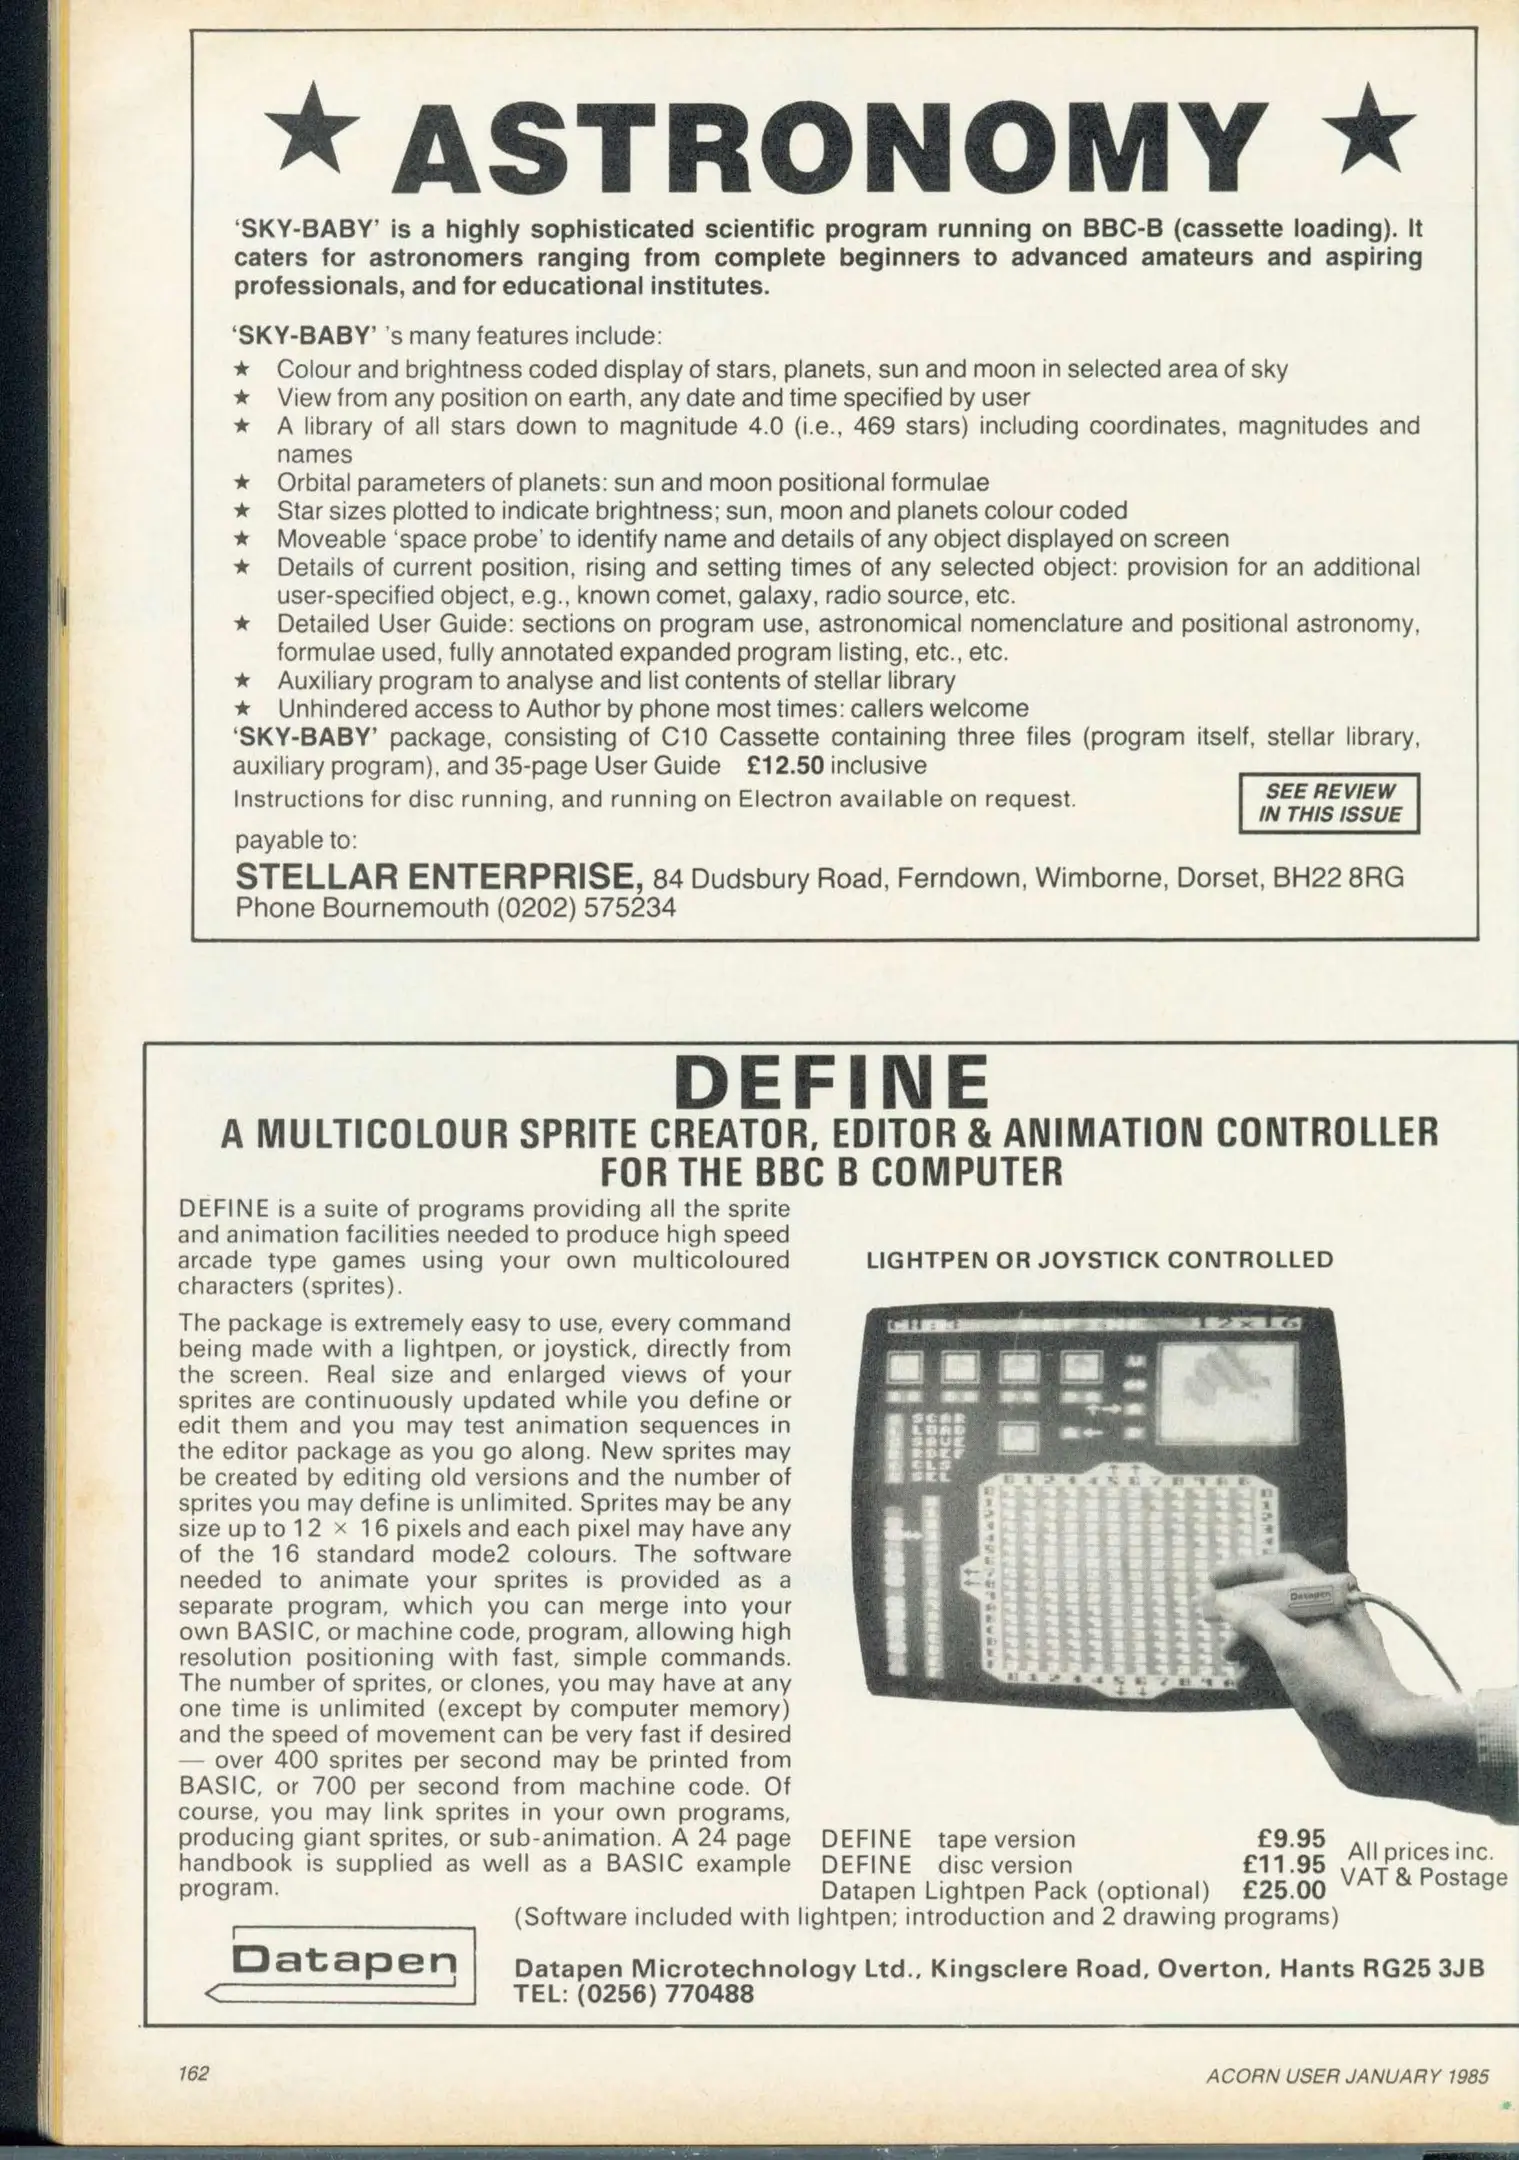 ★ ASTRONOMY ★
‘SKY-BABY’ is a highly sophisticated scientific program running on BBC-B (cassette loading). It
caters for astronomers ranging from complete beginners to advanced amateurs and aspiring
professionals, and for educational institutes.
‘SKY-BABY’ ’s many features include:
★ Colour and brightness coded display of stars, planets, sun and moon in selected area of sky
★ View from any position on earth, any date and time specified by user
★ A library of all stars down to magnitude 4.0 (i.e., 469 stars) including coordinates, magnitudes and
names
★ Orbital parameters of planets: sun and moon positional formulae
★ Star sizes plotted to indicate brightness; sun, moon and planets colour coded
★ Moveable ‘space probe’ to identify name and details of any object displayed on screen
★ Details of current position, rising and setting times of any selected object: provision for an additional
user-specified object, e.g., known comet, galaxy, radio source, etc.
★ Detailed User Guide: sections on program use, astronomical nomenclature and positional astronomy,
formulae used, fully annotated expanded program listing, etc., etc.
★ Auxiliary program to analyse and list contents of stellar library
★ Unhindered access to Author by phone most times: callers welcome
‘SKY-BABY’ package, consisting of C10 Cassette containing three files (program itself, stellar library,
auxiliary program), and 35-page User Guide £12.50 inclusive
Instructions for disc running, and running on Electron available on request.
SEE REVIEW
IN THIS ISSUE
payable to:
STELLAR ENTERPRISE, 84 Dudsbury Road, Ferndown, Wimborne, Dorset, BH22 8RG
Phone Bournemouth (0202) 575234
DEFINE
A MULTICOLOUR SPRITE CREATOR, EDITOR & ANIMATION CONTROLLER
FOR THE BBC B COMPUTER
DEFINE is a suite of programs providing all the sprite
and animation facilities needed to produce high speed
arcade type games using your own multicoloured
characters (sprites).
The package is extremely easy to use, every command
being made with a lightpen, or joystick, directly from
the screen. Real size and enlarged views of your
sprites are continuously updated while you define or
edit them and you may test animation sequences in
the editor package as you go along. New sprites may
be created by editing old versions and the number of
sprites you may define is unlimited. Sprites may be any
size up to 12 × 16 pixels and each pixel may have any
of the 16 standard mode2 colours. The software
needed to animate your sprites is provided as a
separate program, which you can merge into your
own BASIC, or machine code, program, allowing high
resolution positioning with fast, simple commands.
The number of sprites, or clones, you may have at any
one time is unlimited (except by computer memory)
and the speed of movement can be very fast if desired
— over 400 sprites per second may be printed from
BASIC, or 700 per second from machine code. Of
course, you may link sprites in your own programs,
producing giant sprites, or sub-animation. A 24 page
handbook is supplied as well as a BASIC example
program.
LIGHTPEN OR JOYSTICK CONTROLLED
CH:3 12×16
Datapen
DEFINE tape version £9.95
DEFINE disc version £11.95
Datapen Lightpen Pack (optional) £25.00
All prices inc.
VAT & Postage
(Software included with lightpen; introduction and 2 drawing programs)
Datapen
Datapen Microtechnology Ltd., Kingsclere Road, Overton, Hants RG25 3JB
TEL: (0256) 770488
162
ACORN USER JANUARY 1985